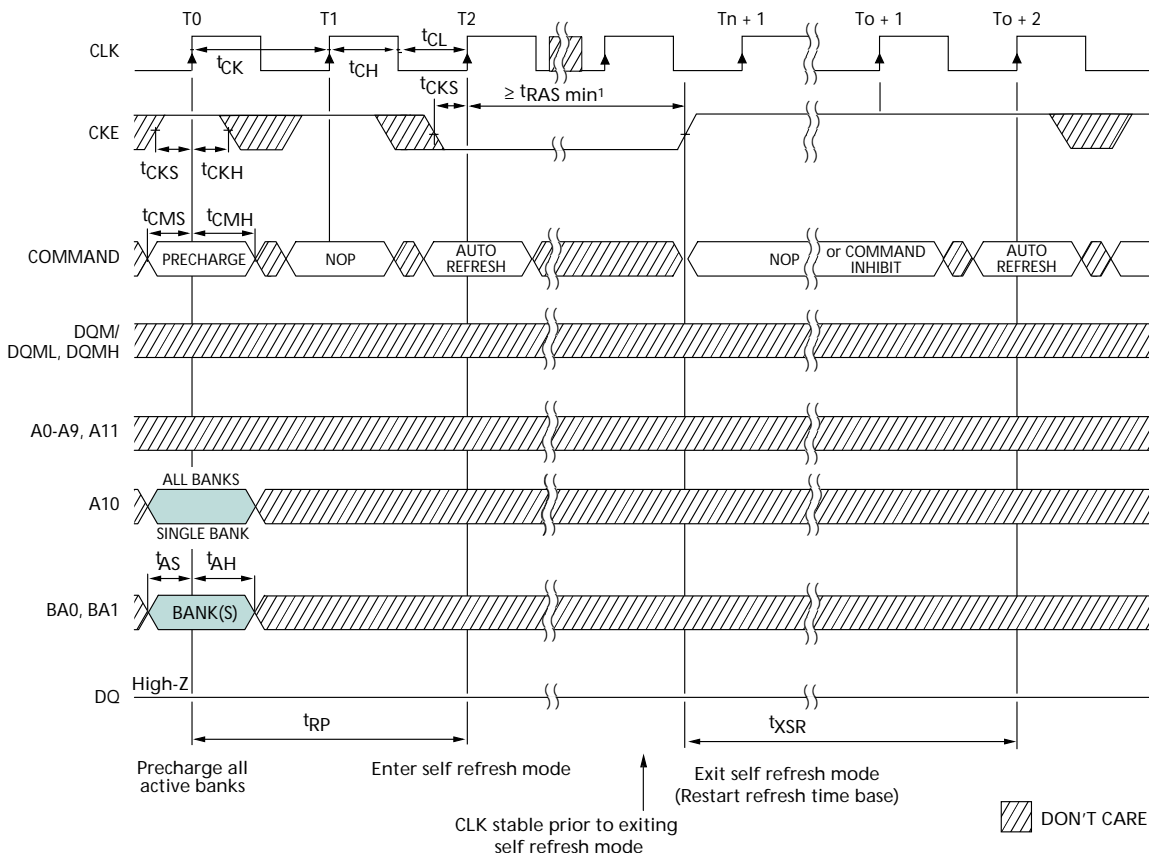 T0 T1 T2 Tn + 1 To + 1 To + 2
CLK
tCK tCH tCL
tCKS ≥ tRAS min¹
CKE
tCKS tCKH
tCMS tCMH
COMMAND PRECHARGE NOP AUTO REFRESH NOP or COMMAND INHIBIT AUTO REFRESH
DQM/
DQML, DQMH
A0-A9, A11
ALL BANKS
A10
SINGLE BANK
tAS tAH
BA0, BA1 BANK(S)
High-Z
DQ
tRP tXSR
Precharge all
active banks
Enter self refresh mode
Exit self refresh mode
(Restart refresh time base)
CLK stable prior to exiting
self refresh mode
DON'T CARE